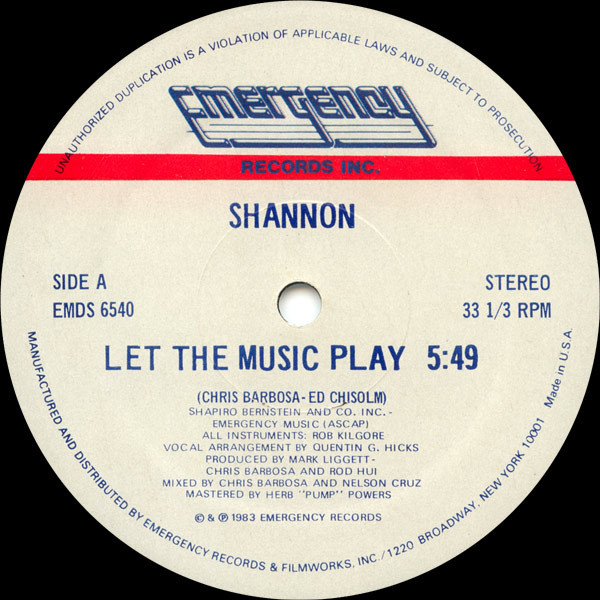 UNAUTHORIZED DUPLICATION IS A VIOLATION OF APPLICABLE LAWS AND SUBJECT TO PROSECUTION
EMERGENCY
RECORDS INC.
SHANNON
SIDE A
EMDS 6540
STEREO
33 1/3 RPM
LET THE MUSIC PLAY 5:49
(CHRIS BARBOSA-ED CHISOLM)
SHAPIRO BERNSTEIN AND CO. INC.-
EMERGENCY MUSIC (ASCAP)
ALL INSTRUMENTS: ROB KILGORE
VOCAL ARRANGEMENT BY QUENTIN G. HICKS
PRODUCED BY MARK LIGGETT-
CHRIS BARBOSA AND ROD HUI
MIXED BY CHRIS BARBOSA AND NELSON CRUZ
MASTERED BY HERB "PUMP" POWERS
© & ℗ 1983 EMERGENCY RECORDS
MANUFACTURED AND DISTRIBUTED BY EMERGENCY RECORDS & FILMWORKS, INC./1220 BROADWAY, NEW YORK 10001 Made in U.S.A.